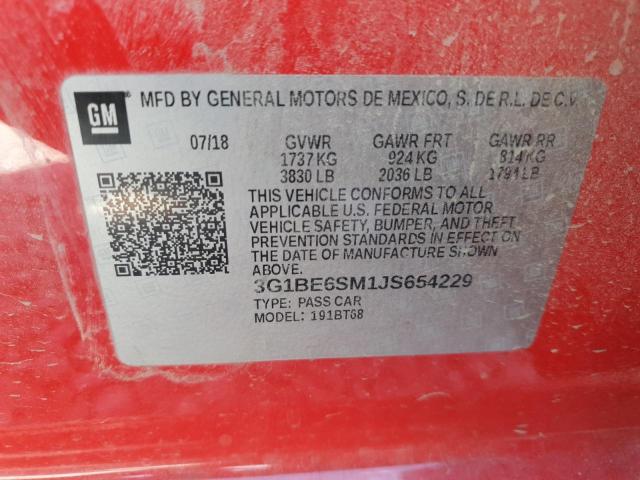 GM MFD BY GENERAL MOTORS DE MEXICO, S. DE R.L. DE C.V.
07/18 GVWR GAWR FRT GAWR RR
1737 KG 924 KG 814 KG
3830 LB 2036 LB 1794 LB
THIS VEHICLE CONFORMS TO ALL
APPLICABLE U.S. FEDERAL MOTOR
VEHICLE SAFETY, BUMPER, AND THEFT
PREVENTION STANDARDS IN EFFECT ON
THE DATE OF MANUFACTURE SHOWN
ABOVE.
3G1BE6SM1JS654229
TYPE: PASS CAR
MODEL: 191BT68